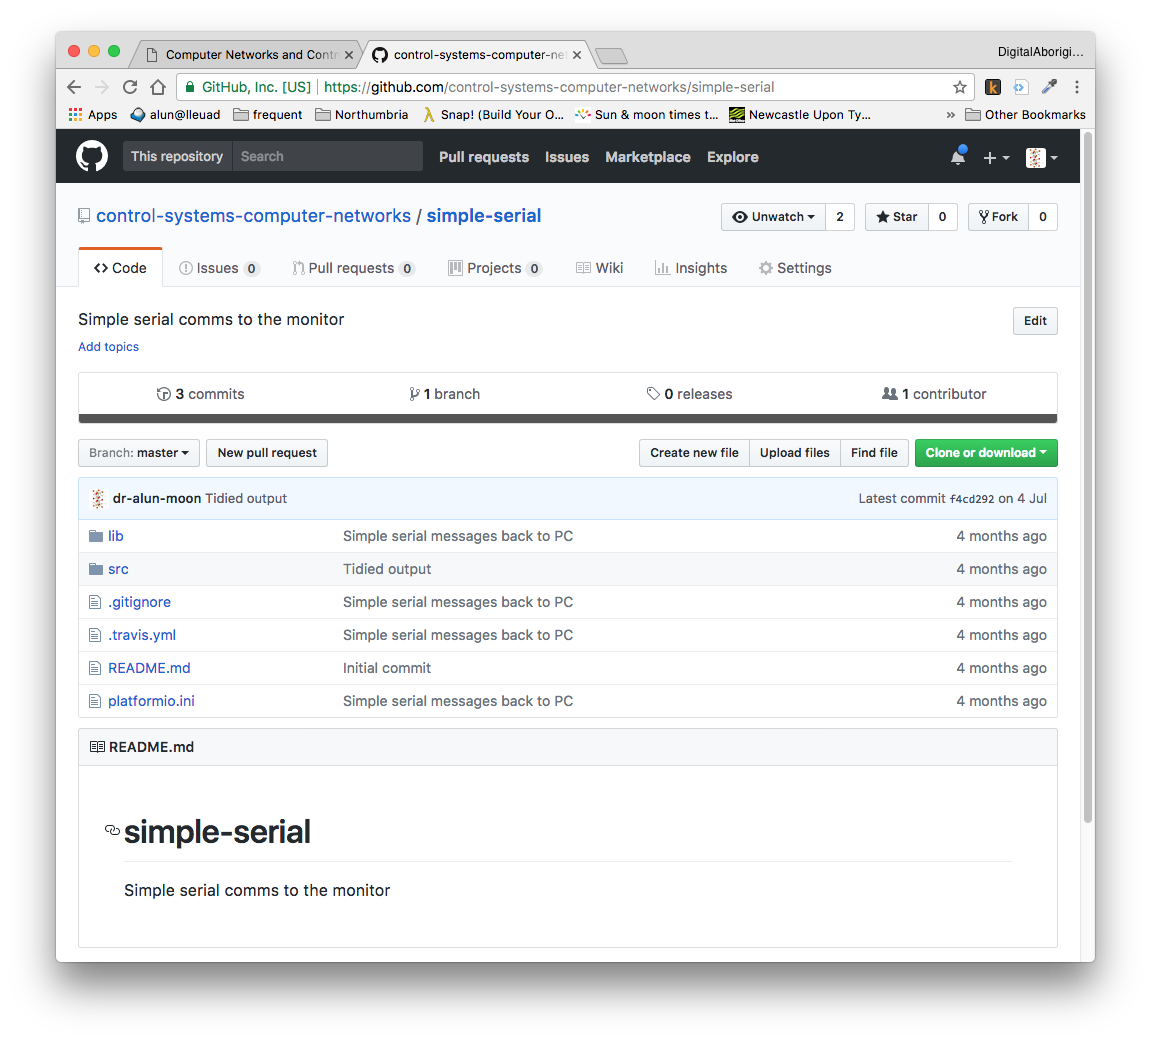 Computer Networks and Contr
control-systems-computer-net
DigitalAborigi…
GitHub, Inc. [US] https://github.com/control-systems-computer-networks/simple-serial
Apps alun@lleuad frequent Northumbria Snap! (Build Your O... Sun & moon times t... Newcastle Upon Ty... » Other Bookmarks
This repository Search Pull requests Issues Marketplace Explore
control-systems-computer-networks / simple-serial Unwatch 2 Star 0 Fork 0
<> Code Issues 0 Pull requests 0 Projects 0 Wiki Insights Settings
Simple serial comms to the monitor Edit
Add topics
3 commits 1 branch 0 releases 1 contributor
Branch: master New pull request Create new file Upload files Find file Clone or download
dr-alun-moon Tidied output Latest commit f4cd292 on 4 Jul
lib Simple serial messages back to PC 4 months ago
src Tidied output 4 months ago
.gitignore Simple serial messages back to PC 4 months ago
.travis.yml Simple serial messages back to PC 4 months ago
README.md Initial commit 4 months ago
platformio.ini Simple serial messages back to PC 4 months ago
README.md
simple-serial
Simple serial comms to the monitor